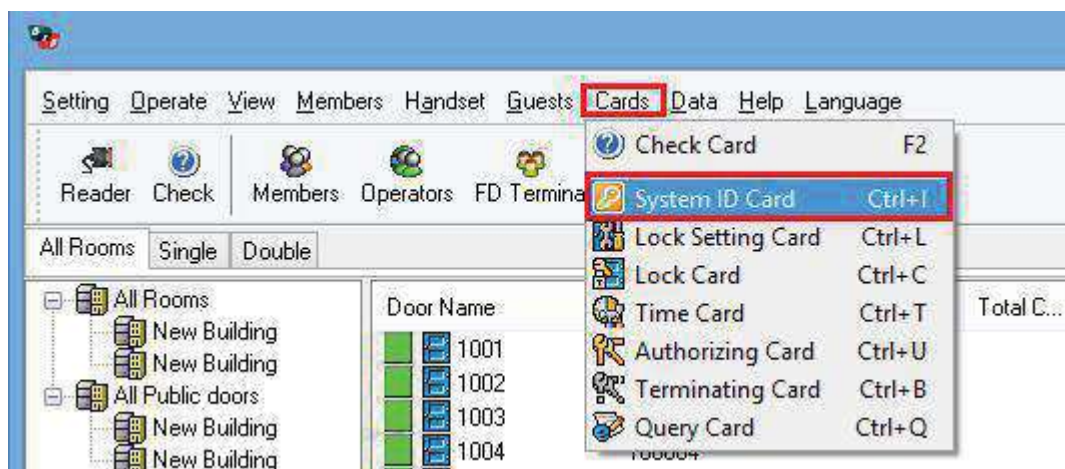 Setting Operate View Members Handset Guests Cards Data Help Language
Reader Check Members Operators FD Termina
Check Card F2
System ID Card Ctrl+I
Lock Setting Card Ctrl+L
Lock Card Ctrl+C
Time Card Ctrl+T
Authorizing Card Ctrl+U
Terminating Card Ctrl+B
Query Card Ctrl+Q
All Rooms Single Double
All Rooms
New Building
New Building
All Public doors
New Building
New Building
Door Name Total C...
1001
1002
1003
1004